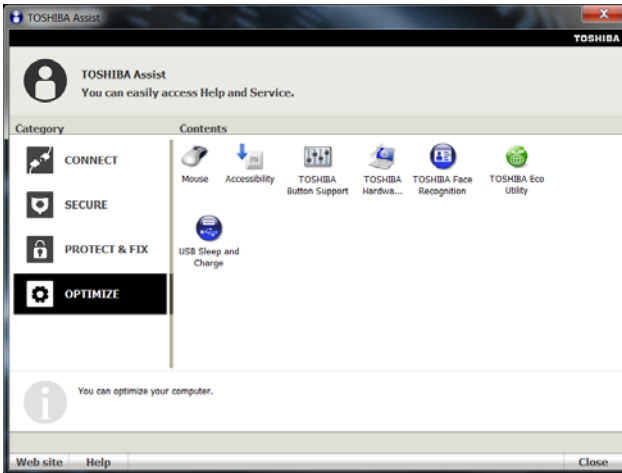 TOSHIBA Assist
TOSHIBA
TOSHIBA Assist
You can easily access Help and Service.
Category
Contents
CONNECT
SECURE
PROTECT & FIX
OPTIMIZE
Mouse
Accessibility
TOSHIBA
Button Support
TOSHIBA
Hardwa...
TOSHIBA Face
Recognition
TOSHIBA Eco
Utility
USB Sleep and
Charge
You can optimize your computer.
Web site
Help
Close